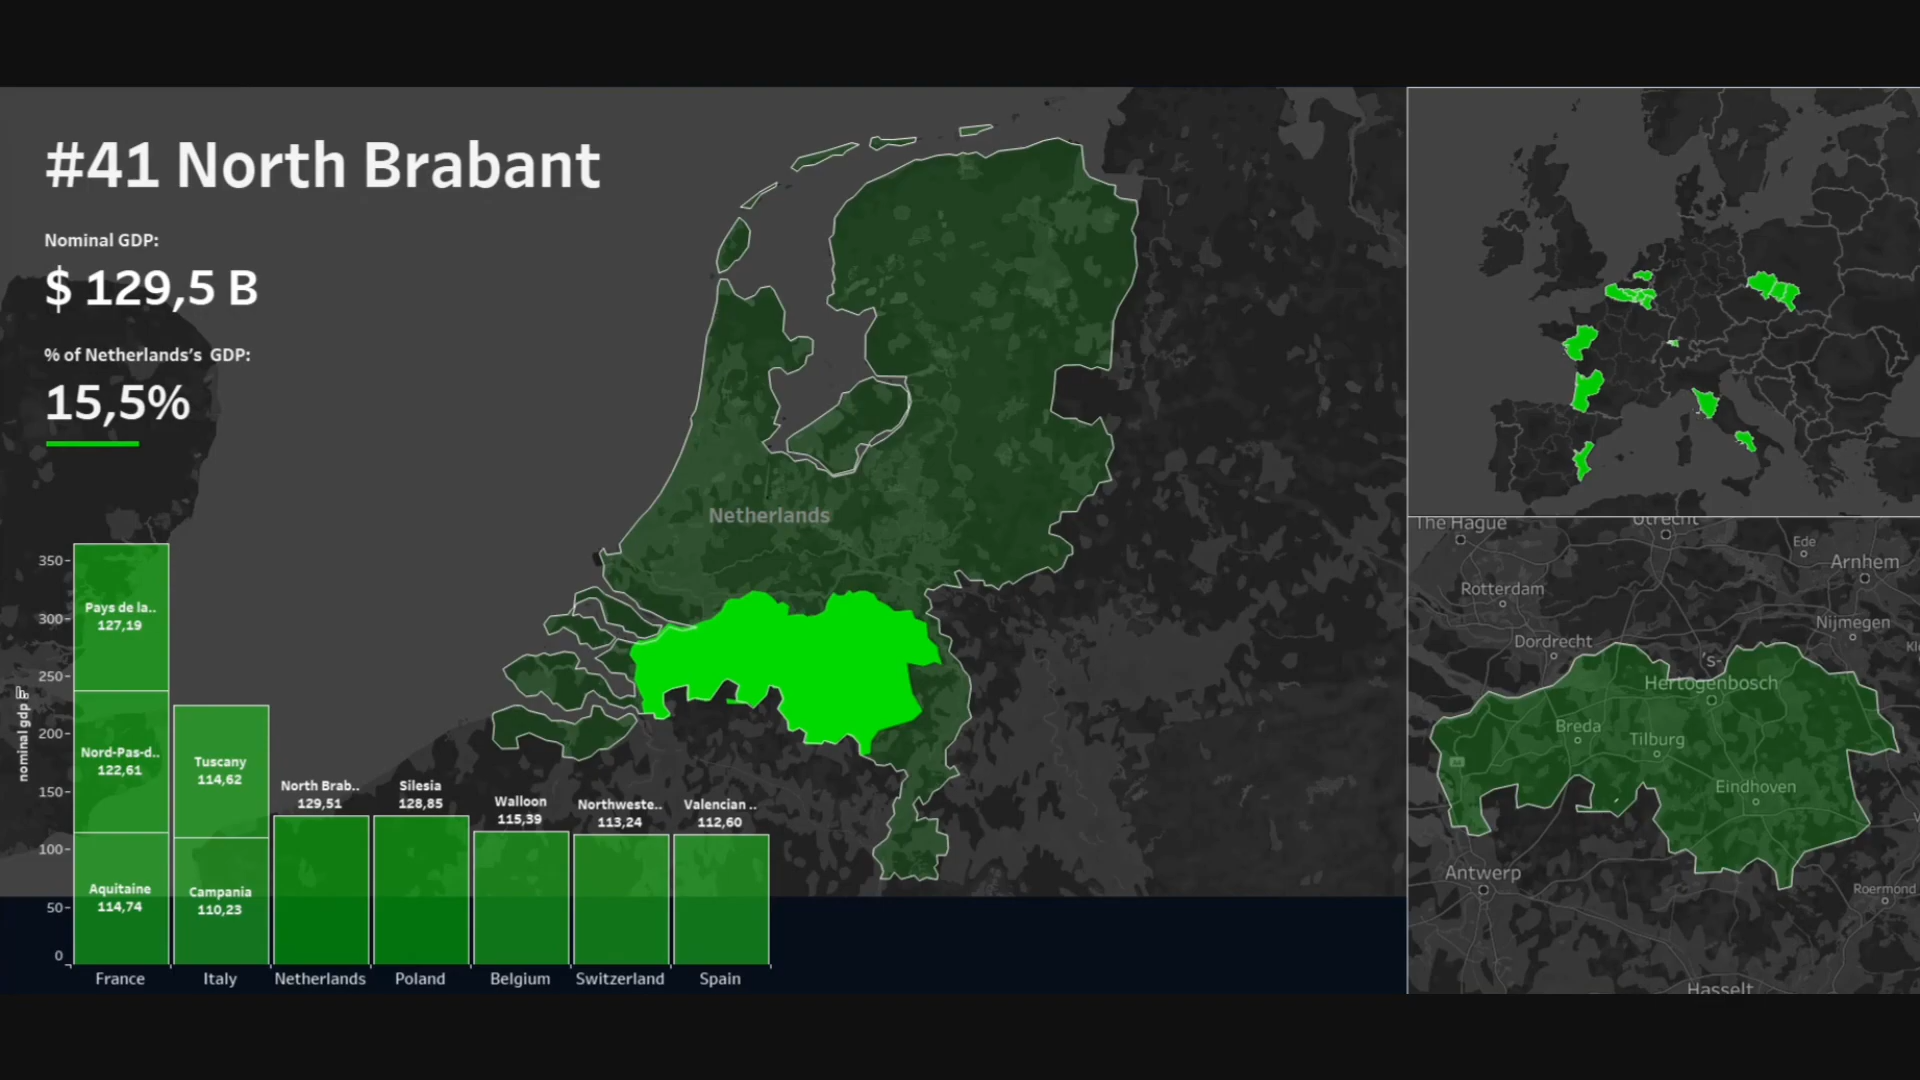 #41 North Brabant
Nominal GDP:
$ 129,5 B
% of Netherlands's GDP:
15,5%
Netherlands
nominal gdp
350
300
250
200
150
100
50
0
Pays de la..
127,19
Nord-Pas-d..
122,61
Aquitaine
114,74
Tuscany
114,62
Campania
110,23
North Brab..
129,51
Silesia
128,85
Walloon
115,39
Northweste..
113,24
Valencian ..
112,60
France
Italy
Netherlands
Poland
Belgium
Switzerland
Spain
The Hague
Utrecht
Ede
Arnhem
Rotterdam
Nijmegen
Dordrecht
's-
Hertogenbosch
Breda
Tilburg
Eindhoven
Antwerp
Roermond
Hasselt